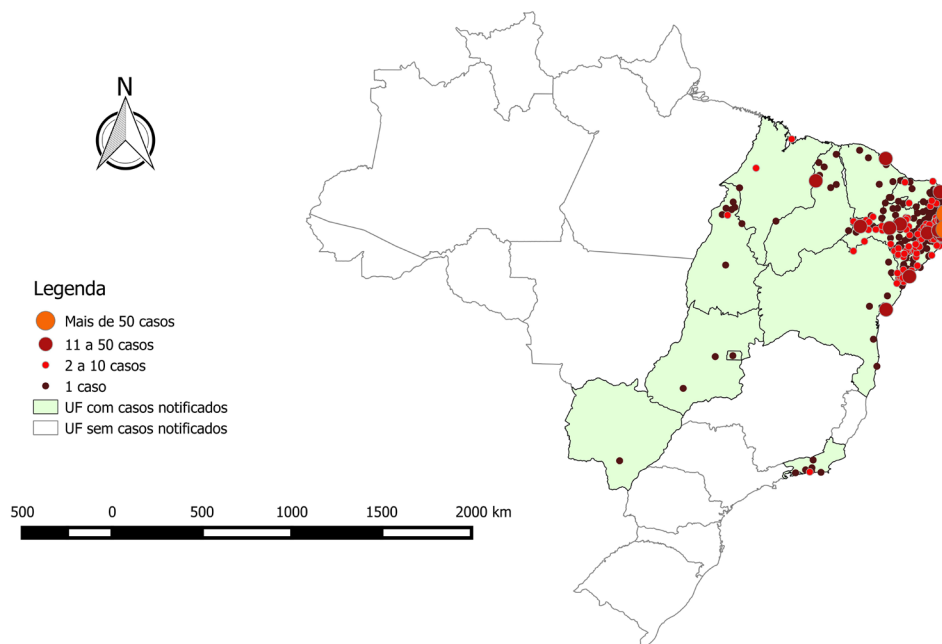 N
Legenda
Mais de 50 casos
11 a 50 casos
2 a 10 casos
1 caso
UF com casos notificados
UF sem casos notificados
500 0 500 1000 1500 2000 km